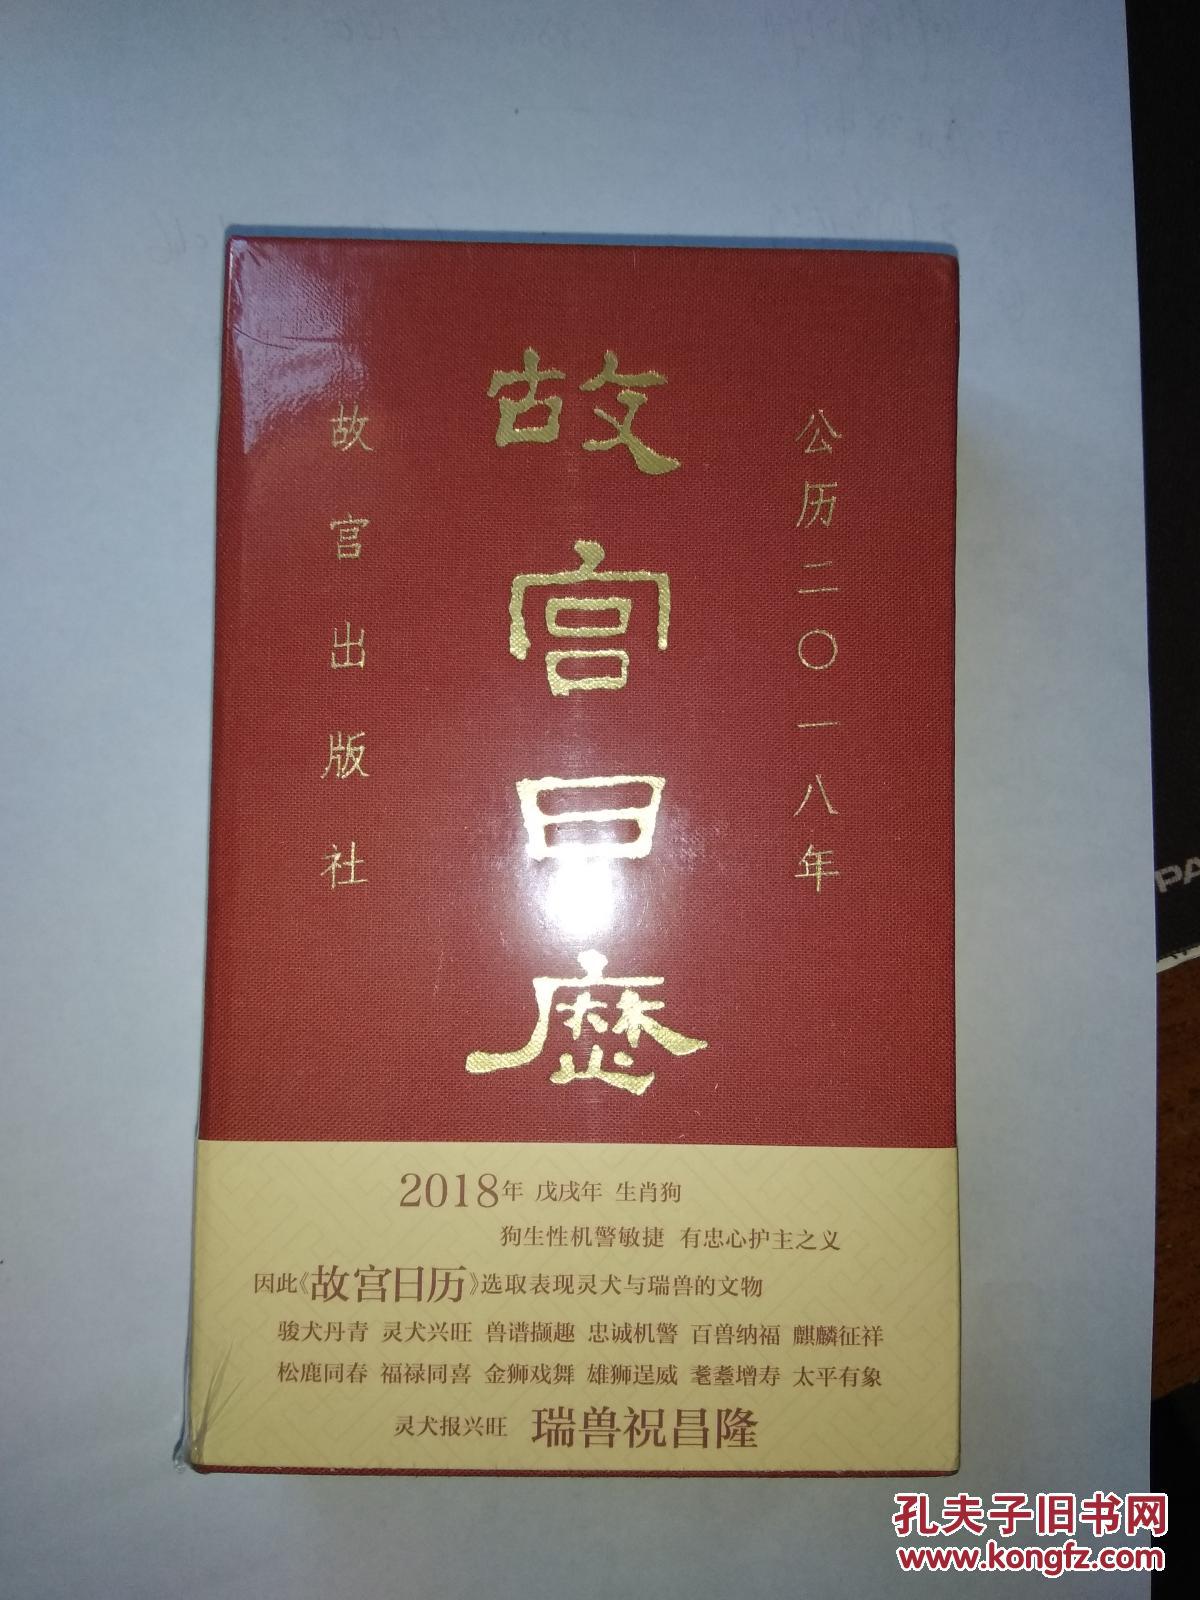 公历二〇一八年
故宫日歷
故宫出版社
2018年 戊戌年 生肖狗
狗生性机警敏捷 有忠心护主之义
因此《故宫日历》选取表现灵犬与瑞兽的文物
骏犬丹青 灵犬兴旺 兽谱撷趣 忠诚机警 百兽纳福 麒麟征祥
松鹿同春 福禄同喜 金狮戏舞 雄狮逞威 耄耋增寿 太平有象
灵犬报兴旺 瑞兽祝昌隆
PA
孔夫子旧书网
www.kongfz.com